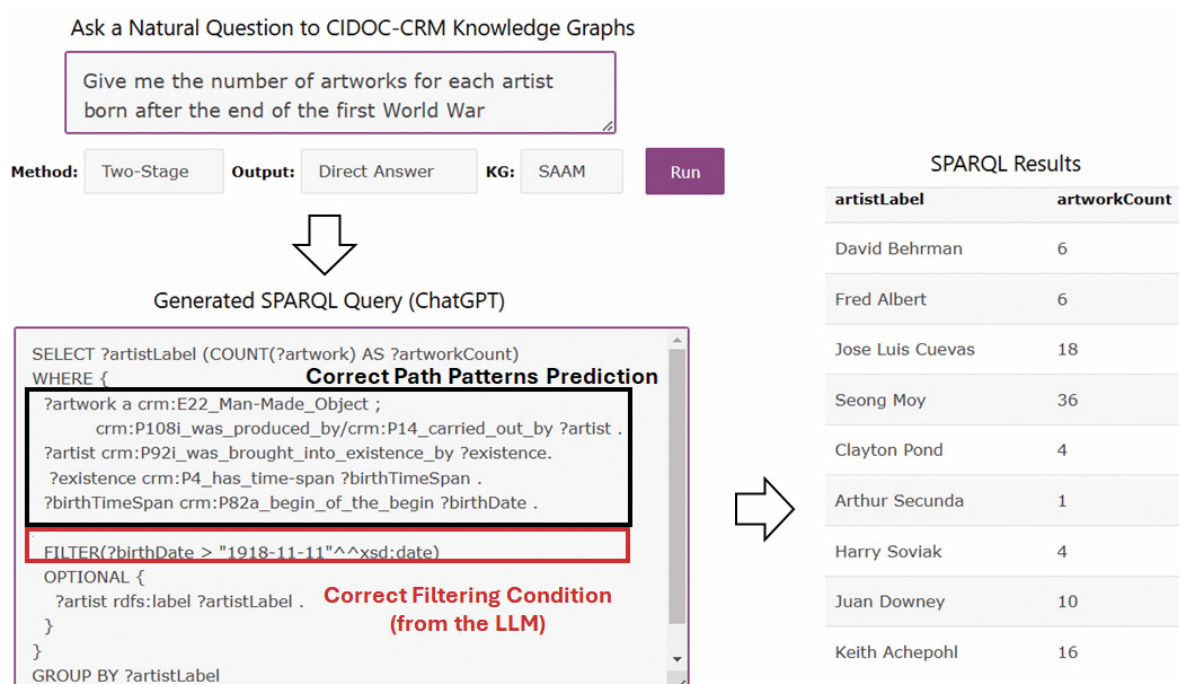 Ask a Natural Question to CIDOC-CRM Knowledge Graphs
Give me the number of artworks for each artist
born after the end of the first World War
Method: Two-Stage Output: Direct Answer KG: SAAM Run
Generated SPARQL Query (ChatGPT)
SELECT ?artistLabel (COUNT(?artwork) AS ?artworkCount)
WHERE {
Correct Path Patterns Prediction
?artwork a crm:E22_Man-Made_Object ;
crm:P108i_was_produced_by/crm:P14_carried_out_by ?artist .
?artist crm:P92i_was_brought_into_existence_by ?existence.
?existence crm:P4_has_time-span ?birthTimeSpan .
?birthTimeSpan crm:P82a_begin_of_the_begin ?birthDate .
FILTER(?birthDate > "1918-11-11"^^xsd:date)
OPTIONAL {
?artist rdfs:label ?artistLabel .
}
}
GROUP BY ?artistLabel
Correct Filtering Condition
(from the LLM)
SPARQL Results
artistLabel artworkCount
David Behrman 6
Fred Albert 6
Jose Luis Cuevas 18
Seong Moy 36
Clayton Pond 4
Arthur Secunda 1
Harry Soviak 4
Juan Downey 10
Keith Achepohl 16